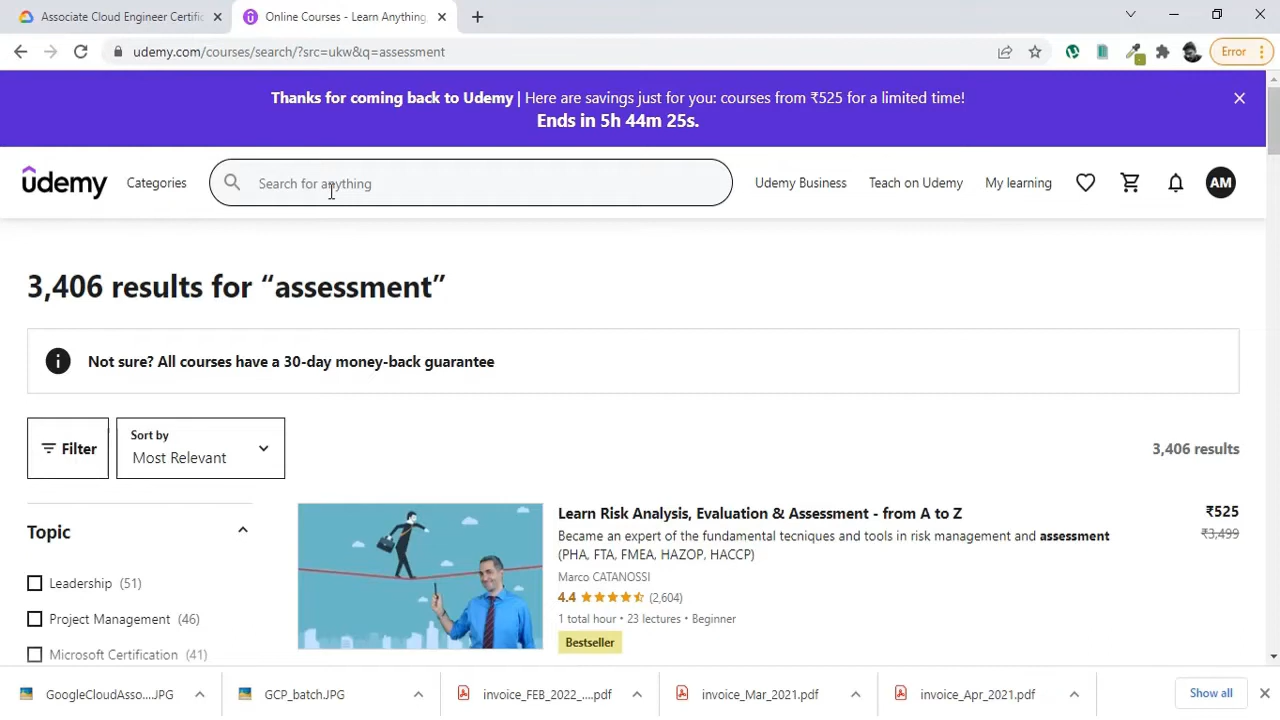 Associate Cloud Engineer Certific
Online Courses - Learn Anything,
udemy.com/courses/search/?src=ukw&q=assessment
Error
Thanks for coming back to Udemy | Here are savings just for you: courses from ₹525 for a limited time!
Ends in 5h 44m 25s.
udemy
Categories
Search for anything
Udemy Business
Teach on Udemy
My learning
AM
3,406 results for “assessment”
Not sure? All courses have a 30-day money-back guarantee
Filter
Sort by
Most Relevant
3,406 results
Topic
Leadership (51)
Project Management (46)
Microsoft Certification (41)
Learn Risk Analysis, Evaluation & Assessment - from A to Z
₹525
Became an expert of the fundamental tecniques and tools in risk management and assessment
₹3,499
(PHA, FTA, FMEA, HAZOP, HACCP)
Marco CATANOSSI
4.4 (2,604)
1 total hour • 23 lectures • Beginner
Bestseller
GoogleCloudAsso....JPG
GCP_batch.JPG
invoice_FEB_2022_....pdf
invoice_Mar_2021.pdf
invoice_Apr_2021.pdf
Show all